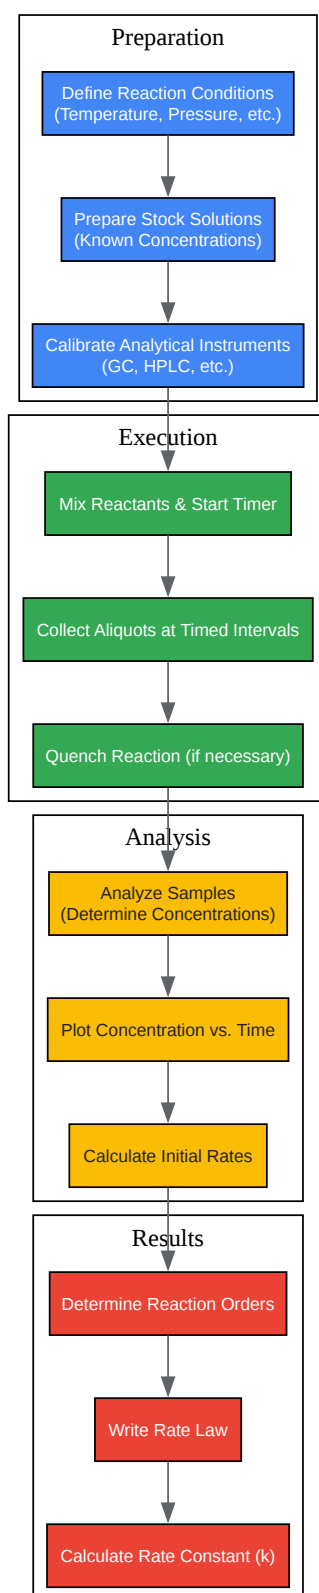 Preparation
Define Reaction Conditions
(Temperature, Pressure, etc.)
Prepare Stock Solutions
(Known Concentrations)
Calibrate Analytical Instruments
(GC, HPLC, etc.)
Execution
Mix Reactants & Start Timer
Collect Aliquots at Timed Intervals
Quench Reaction (if necessary)
Analysis
Analyze Samples
(Determine Concentrations)
Plot Concentration vs. Time
Calculate Initial Rates
Results
Determine Reaction Orders
Write Rate Law
Calculate Rate Constant (k)